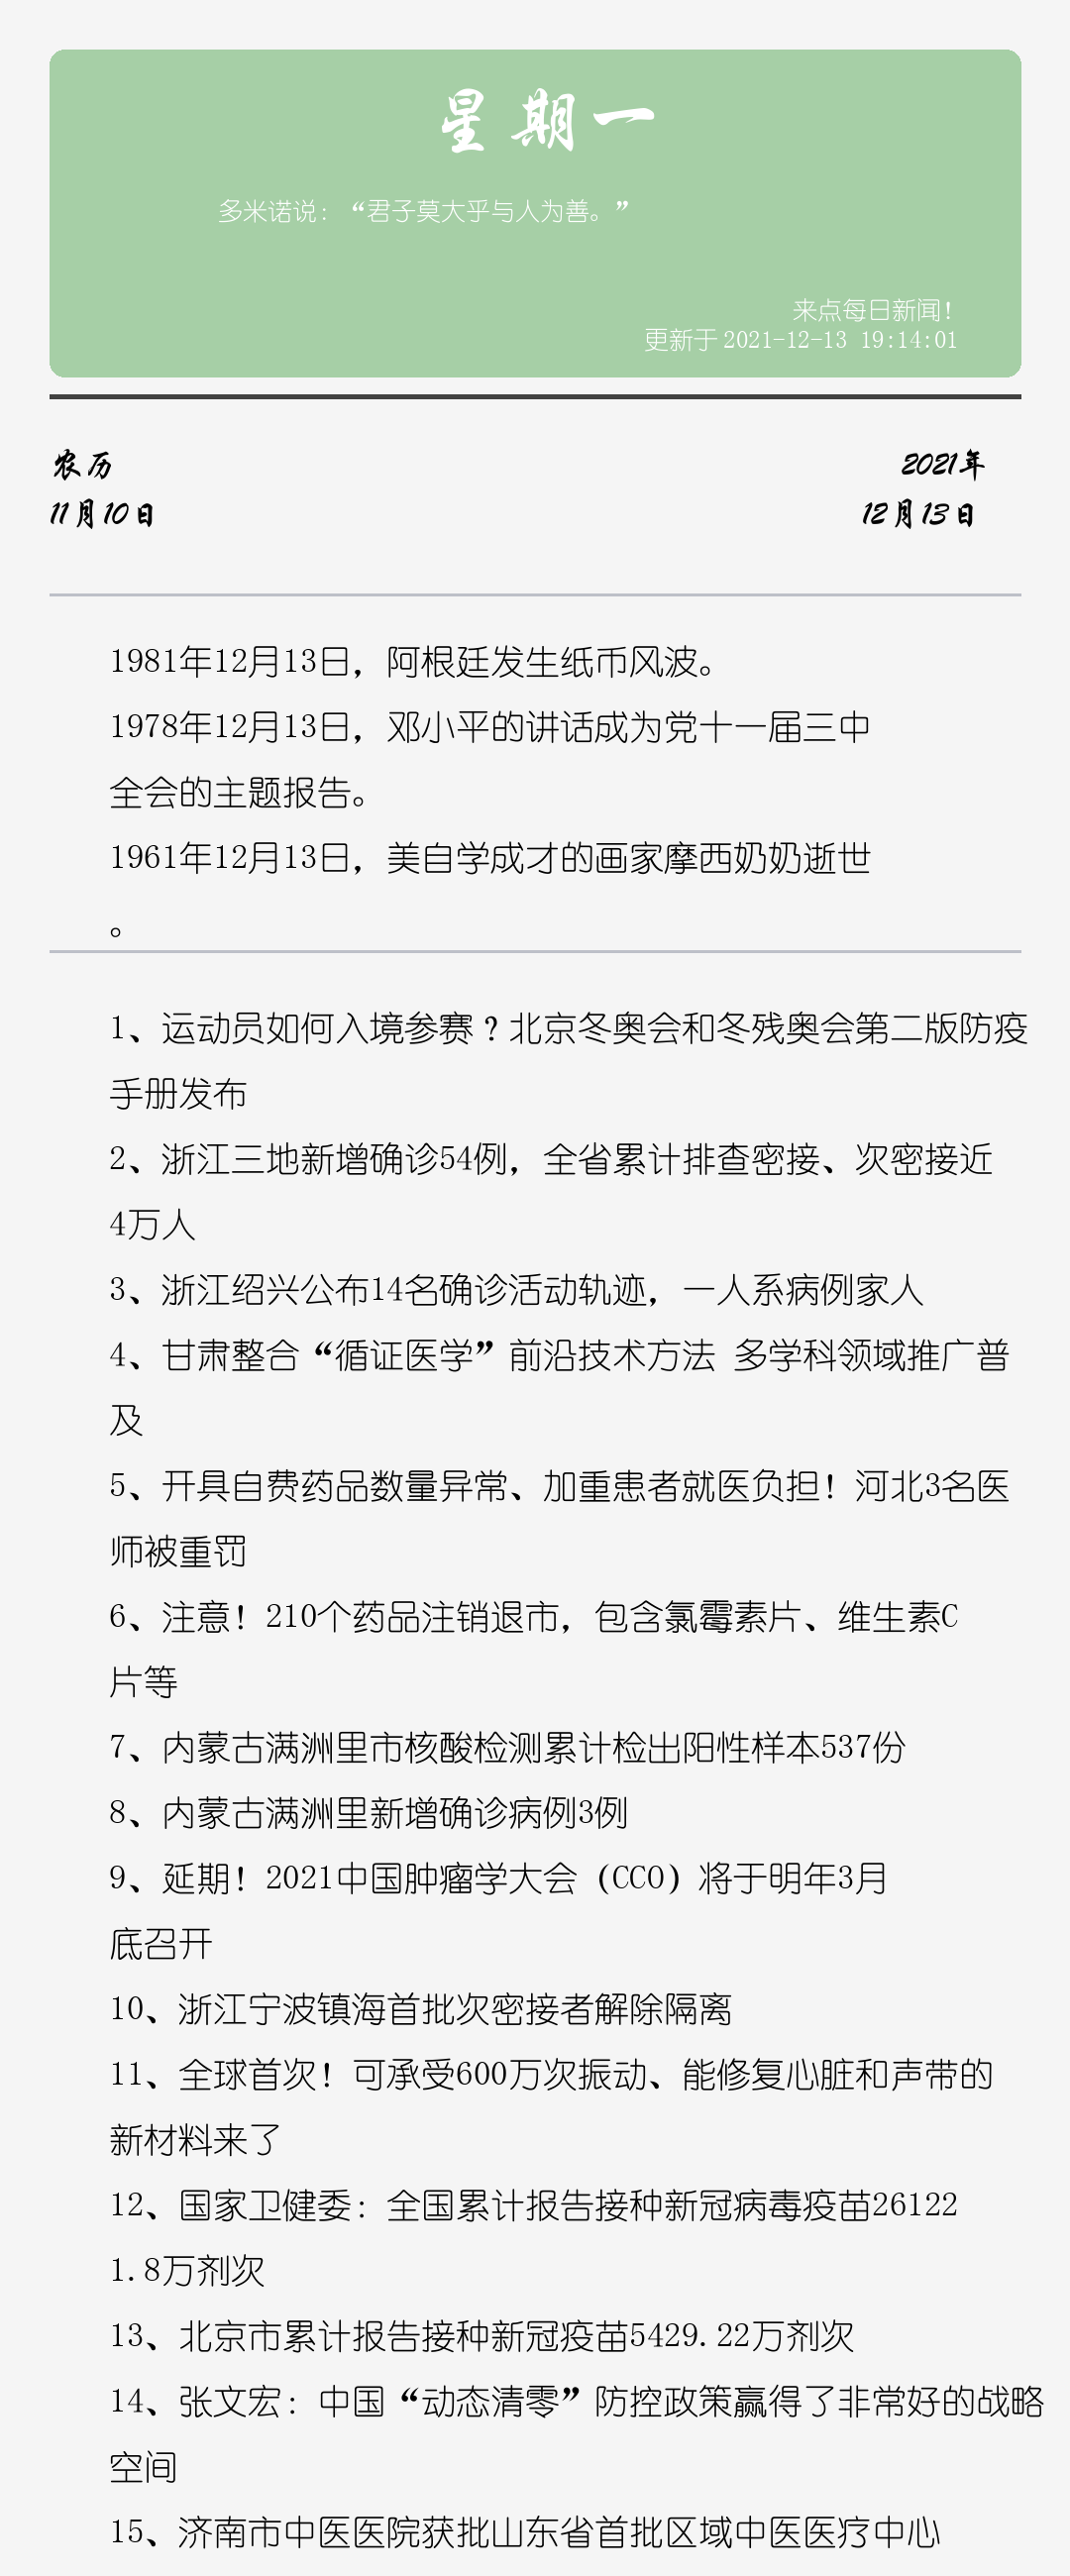 星期一
多米诺说：“君子莫大乎与人为善。”
来点每日新闻！
更新于 2021-12-13 19:14:01
农历
2021年
11月10日
12月13日
1981年12月13日，阿根廷发生纸币风波。
1978年12月13日，邓小平的讲话成为党十一届三中
全会的主题报告。
1961年12月13日，美自学成才的画家摩西奶奶逝世
。
1、运动员如何入境参赛？北京冬奥会和冬残奥会第二版防疫
手册发布
2、浙江三地新增确诊54例，全省累计排查密接、次密接近
4万人
3、浙江绍兴公布14名确诊活动轨迹，一人系病例家人
4、甘肃整合“循证医学”前沿技术方法 多学科领域推广普
及
5、开具自费药品数量异常、加重患者就医负担！河北3名医
师被重罚
6、注意！210个药品注销退市，包含氯霉素片、维生素C
片等
7、内蒙古满洲里市核酸检测累计检出阳性样本537份
8、内蒙古满洲里新增确诊病例3例
9、延期！2021中国肿瘤学大会（CCO）将于明年3月
底召开
10、浙江宁波镇海首批次密接者解除隔离
11、全球首次！可承受600万次振动、能修复心脏和声带的
新材料来了
12、国家卫健委：全国累计报告接种新冠病毒疫苗26122
1.8万剂次
13、北京市累计报告接种新冠疫苗5429.22万剂次
14、张文宏：中国“动态清零”防控政策赢得了非常好的战略
空间
15、济南市中医医院获批山东省首批区域中医医疗中心